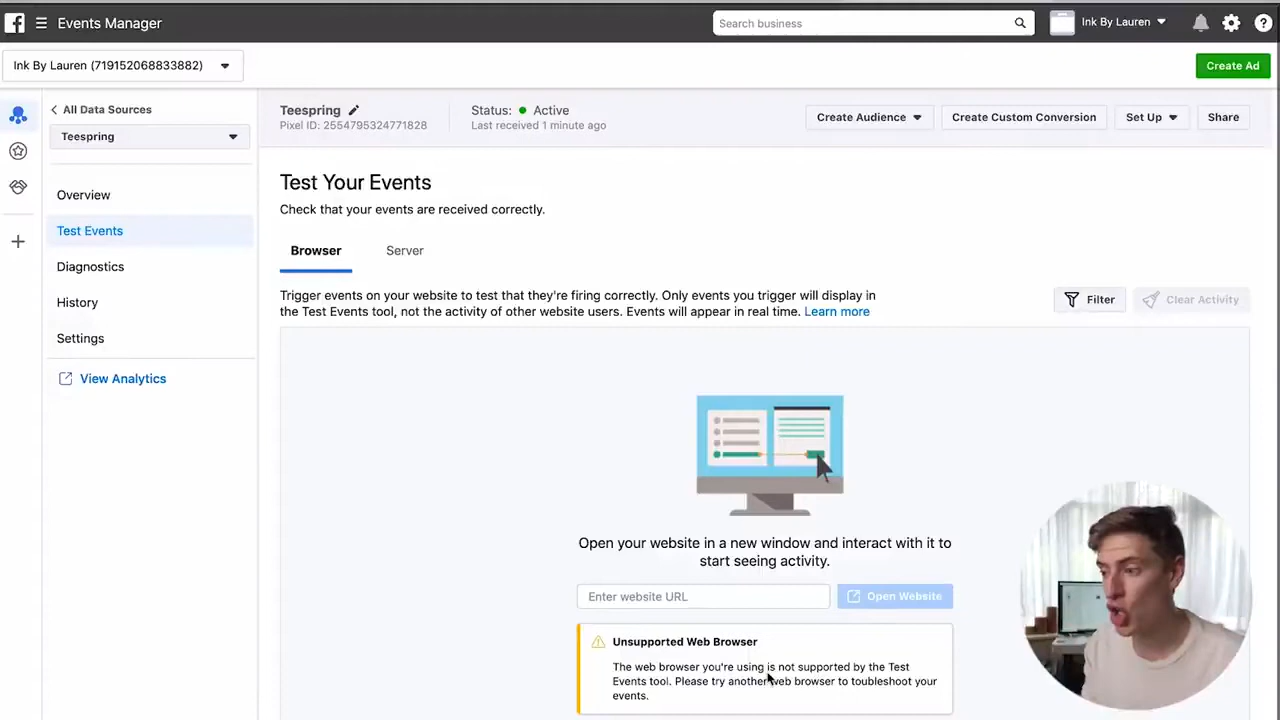 Events Manager
Search business
Ink By Lauren
Ink By Lauren (719152068833882)
Create Ad
All Data Sources
Teespring
Teespring
Pixel ID: 2554795324771828
Status: Active
Last received 1 minute ago
Create Audience
Create Custom Conversion
Set Up
Share
Overview
Test Events
Diagnostics
History
Settings
View Analytics
Test Your Events
Check that your events are received correctly.
Browser
Server
Trigger events on your website to test that they're firing correctly. Only events you trigger will display in
the Test Events tool, not the activity of other website users. Events will appear in real time. Learn more
Filter
Clear Activity
Open your website in a new window and interact with it to
start seeing activity.
Enter website URL
Open Website
Unsupported Web Browser
The web browser you're using is not supported by the Test
Events tool. Please try another web browser to toubleshoot your
events.